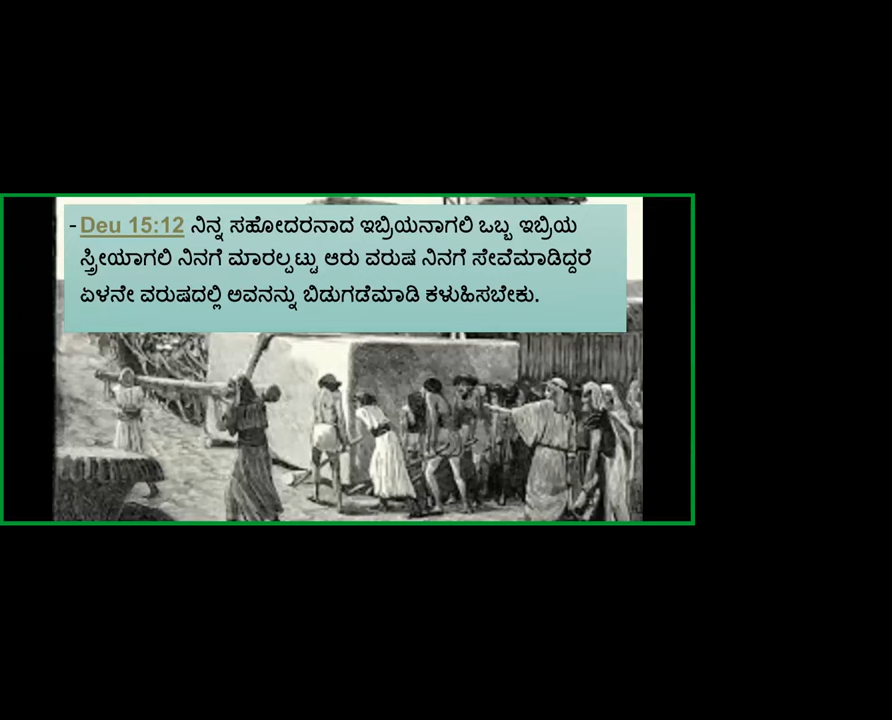 - Deu 15:12 ನಿನ್ನ ಸಹೋದರನಾದ ಇಬ್ರಿಯನಾಗಲಿ ಒಬ್ಬ ಇಬ್ರಿಯ
ಸ್ತ್ರೀಯಾಗಲಿ ನಿನಗೆ ಮಾರಲ್ಪಟ್ಟು ಆರು ವರುಷ ನಿನಗೆ ಸೇವೆಮಾಡಿದ್ದರೆ
ಏಳನೇ ವರುಷದಲ್ಲಿ ಅವನನ್ನು ಬಿಡುಗಡೆಮಾಡಿ ಕಳುಹಿಸಬೇಕು.